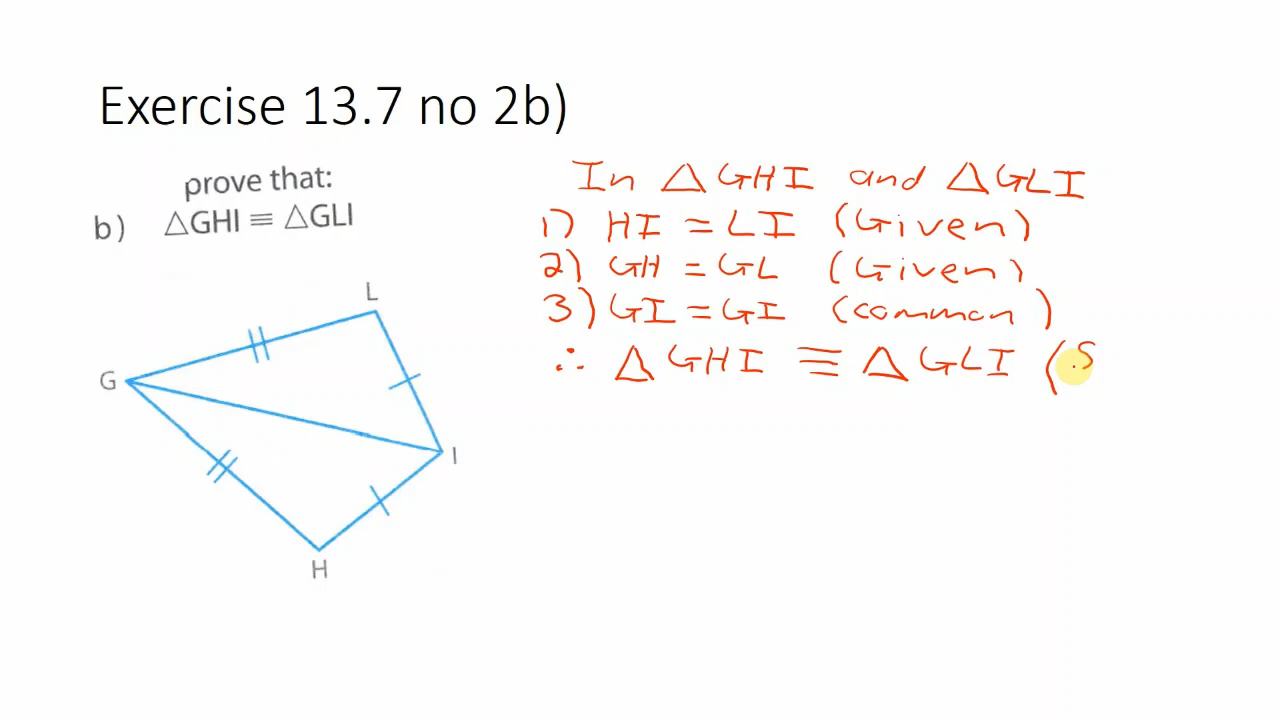 Exercise 13.7 no 2b)
prove that:
b) △GHI ≡ △GLI
In △GHI and △GLI
1) HI = LI (Given)
2) GH = GL (Given)
3) GI = GI (common)
∴ △GHI ≡ △GLI (S
L
G
I
H